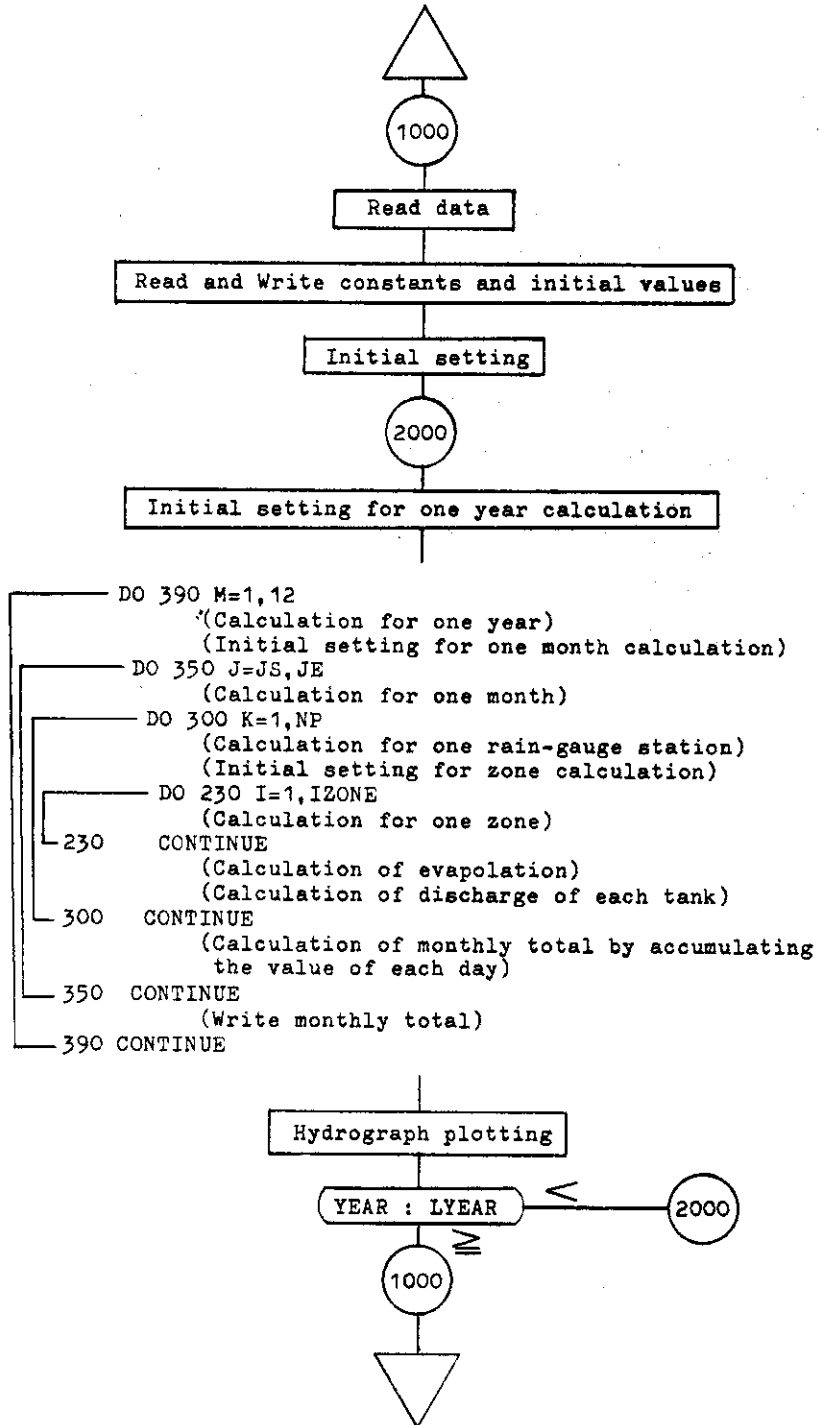 1000
Read data
Read and Write constants and initial values
Initial setting
2000
Initial setting for one year calculation
DO 390 M=1,12
(Calculation for one year)
(Initial setting for one month calculation)
DO 350 J=JS,JE
(Calculation for one month)
DO 300 K=1,NP
(Calculation for one rain-gauge station)
(Initial setting for zone calculation)
DO 230 I=1,IZONE
(Calculation for one zone)
230 CONTINUE
(Calculation of evapolation)
(Calculation of discharge of each tank)
300 CONTINUE
(Calculation of monthly total by accumulating
the value of each day)
350 CONTINUE
(Write monthly total)
390 CONTINUE
Hydrograph plotting
YEAR : LYEAR < 2000
≧
1000